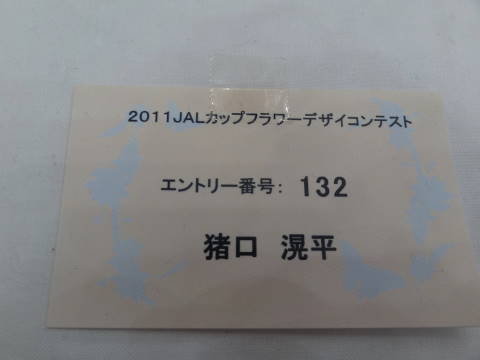 2011JALカップフラワーデザイコンテスト
エントリー番号: 132
猪口 滉平